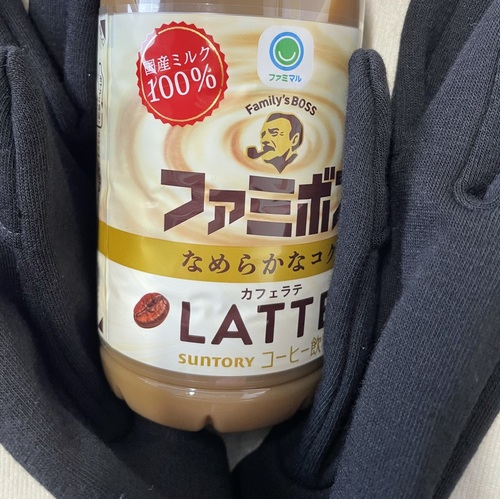 國産ミルク
100%
ファミマル
Family's BOSS
ファミボ
なめらかなコク
カフェラテ
LATTE
SUNTORY コーヒー飲